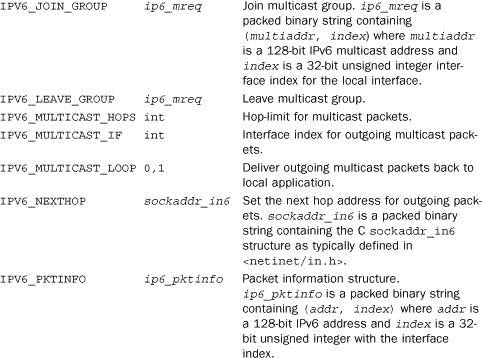 IPV6_JOIN_GROUP ip6_mreq Join multicast group. ip6_mreq is a
packed binary string containing
(multiaddr, index) where multiaddr
is a 128-bit IPv6 multicast address and
index is a 32-bit unsigned integer inter-
face index for the local interface.
IPV6_LEAVE_GROUP ip6_mreq Leave multicast group.
IPV6_MULTICAST_HOPS int Hop-limit for multicast packets.
IPV6_MULTICAST_IF int Interface index for outgoing multicast pack-
ets.
IPV6_MULTICAST_LOOP 0,1 Deliver outgoing multicast packets back to
local application.
IPV6_NEXTHOP sockaddr_in6 Set the next hop address for outgoing pack-
ets. sockaddr_in6 is a packed binary
string containing the C sockaddr_in6
structure as typically defined in
<netinet/in.h>.
IPV6_PKTINFO ip6_pktinfo Packet information structure.
ip6_pktinfo is a packed binary string
containing (addr, index) where addr is
a 128-bit IPv6 address and index is a 32-
bit unsigned integer with the interface
index.